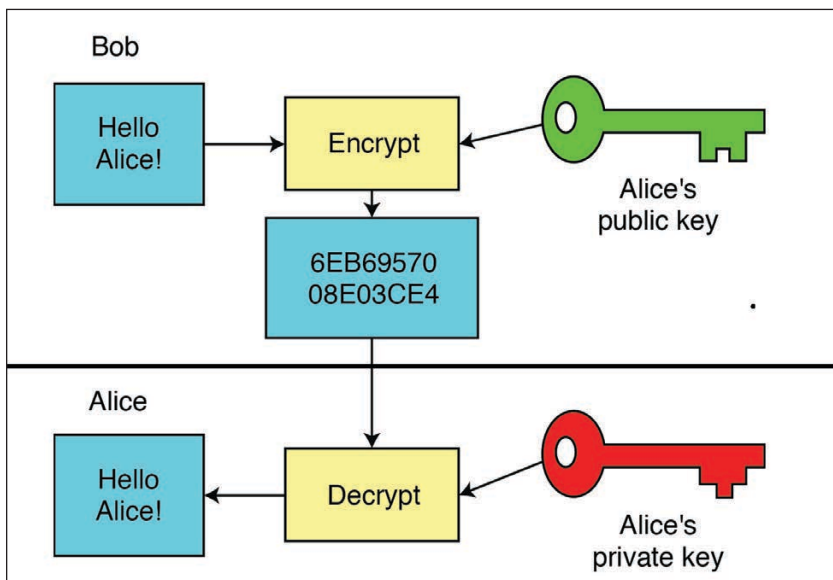 Bob
Hello
Alice!
Encrypt
Alice's
public key
6EB69570
08E03CE4
Alice
Hello
Alice!
Decrypt
Alice's
private key